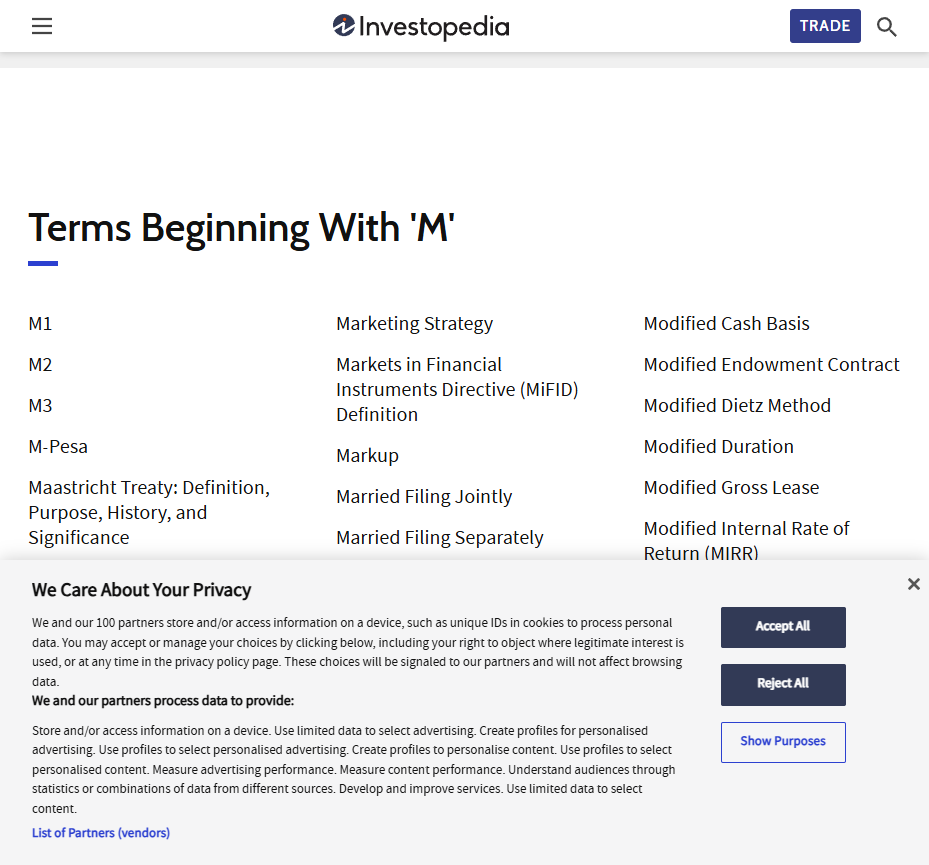 Investopedia
TRADE
Terms Beginning With 'M'
M1
M2
M3
M-Pesa
Maastricht Treaty: Definition,
Purpose, History, and
Significance
Marketing Strategy
Markets in Financial
Instruments Directive (MiFID)
Definition
Markup
Married Filing Jointly
Married Filing Separately
Modified Cash Basis
Modified Endowment Contract
Modified Dietz Method
Modified Duration
Modified Gross Lease
Modified Internal Rate of
Return (MIRR)
We Care About Your Privacy
We and our 100 partners store and/or access information on a device, such as unique IDs in cookies to process personal
data. You may accept or manage your choices by clicking below, including your right to object where legitimate interest is
used, or at any time in the privacy policy page. These choices will be signaled to our partners and will not affect browsing
data.
We and our partners process data to provide:
Store and/or access information on a device. Use limited data to select advertising. Create profiles for personalised
advertising. Use profiles to select personalised advertising. Create profiles to personalise content. Use profiles to select
personalised content. Measure advertising performance. Measure content performance. Understand audiences through
statistics or combinations of data from different sources. Develop and improve services. Use limited data to select
content.
List of Partners (vendors)
Accept All
Reject All
Show Purposes